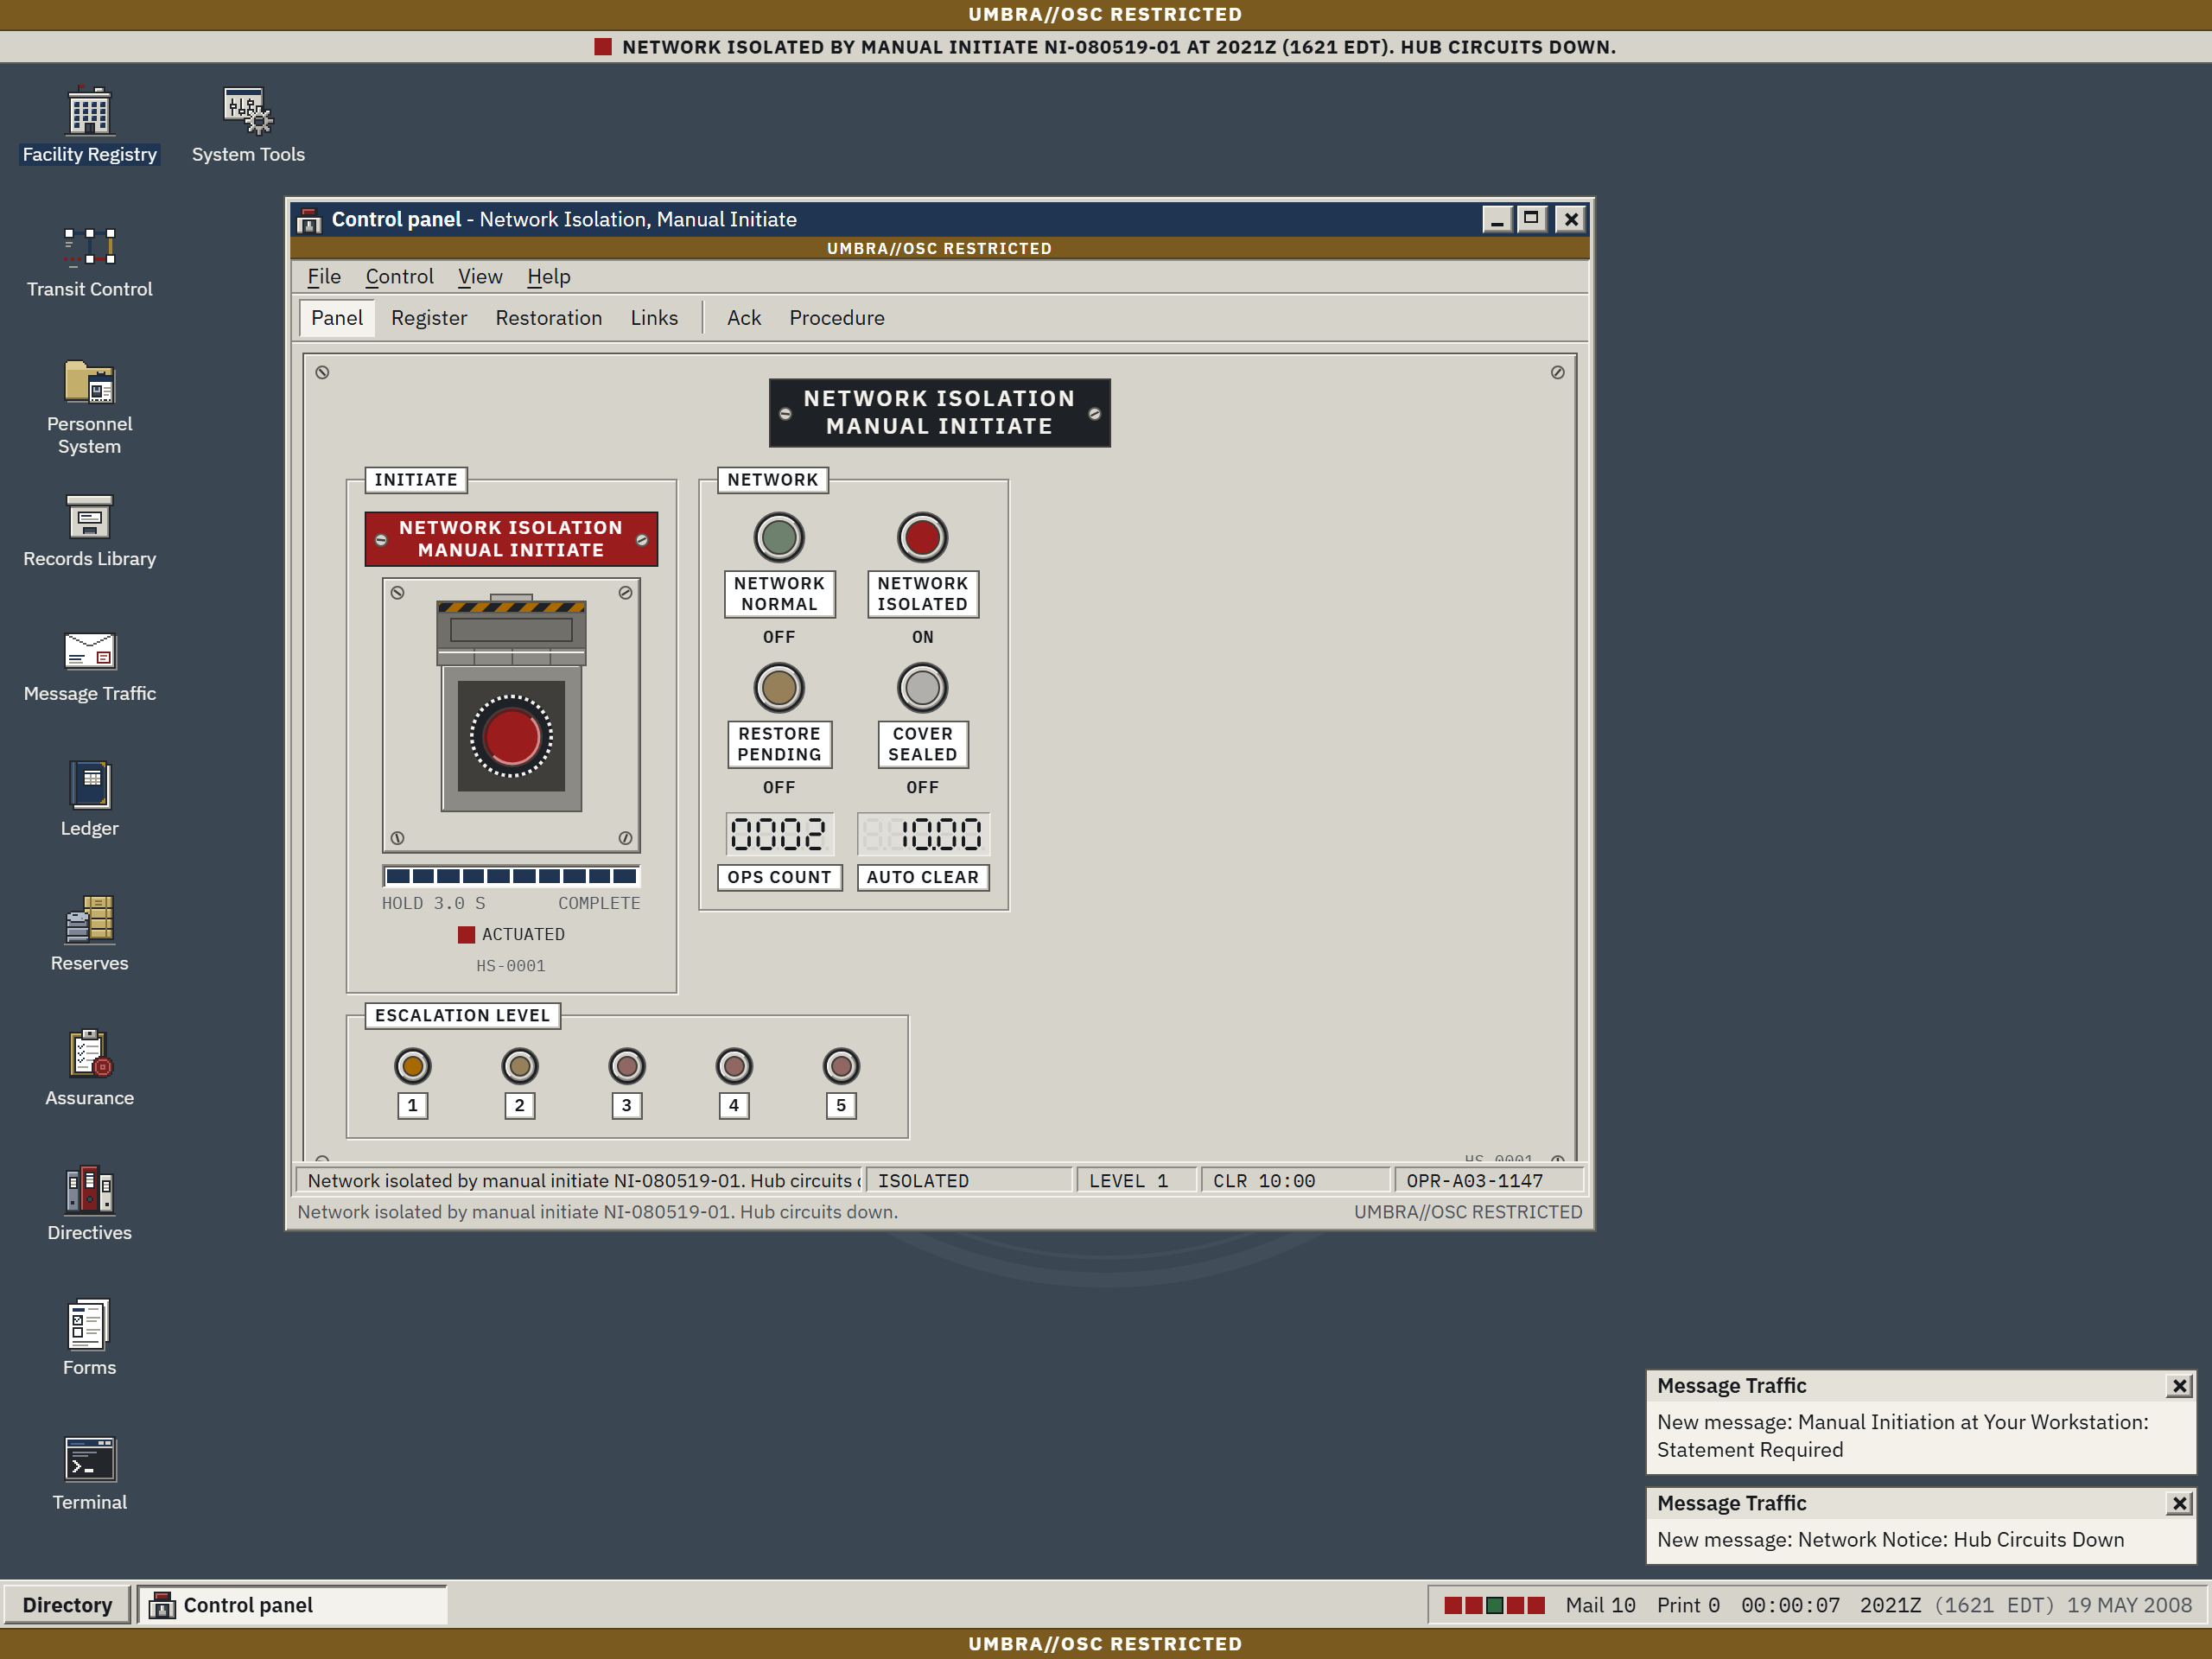 UMBRA//OSC RESTRICTED
NETWORK ISOLATED BY MANUAL INITIATE NI-080519-01 AT 2021Z (1621 EDT). HUB CIRCUITS DOWN.
Facility Registry
System Tools
Transit Control
Personnel
System
Records Library
Message Traffic
Ledger
Reserves
Assurance
Directives
Forms
Terminal
Control panel - Network Isolation, Manual Initiate
UMBRA//OSC RESTRICTED
File Control View Help
Panel Register Restoration Links Ack Procedure
NETWORK ISOLATION
MANUAL INITIATE
INITIATE
NETWORK ISOLATION
MANUAL INITIATE
HOLD 3.0 S COMPLETE
ACTUATED
HS-0001
NETWORK
NETWORK
NORMAL
OFF
NETWORK
ISOLATED
ON
RESTORE
PENDING
OFF
COVER
SEALED
OFF
0002
OPS COUNT
10.00
AUTO CLEAR
ESCALATION LEVEL
1 2 3 4 5
HS-0001
Network isolated by manual initiate NI-080519-01. Hub circuits
ISOLATED
LEVEL 1
CLR 10:00
OPR-A03-1147
Network isolated by manual initiate NI-080519-01. Hub circuits down.
UMBRA//OSC RESTRICTED
Message Traffic
New message: Manual Initiation at Your Workstation:
Statement Required
Message Traffic
New message: Network Notice: Hub Circuits Down
Directory
Control panel
Mail 10 Print 0 00:00:07 2021Z (1621 EDT) 19 MAY 2008
UMBRA//OSC RESTRICTED